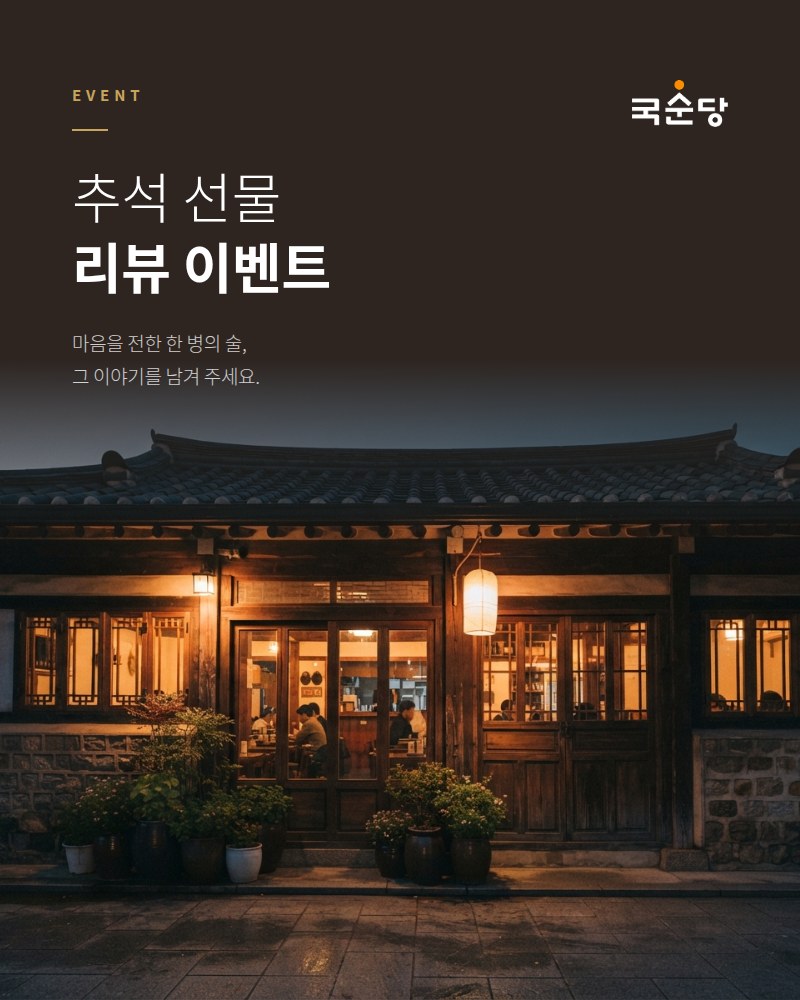 EVENT
국순당
추석 선물
리뷰 이벤트
마음을 전한 한 병의 술,
그 이야기를 남겨 주세요.